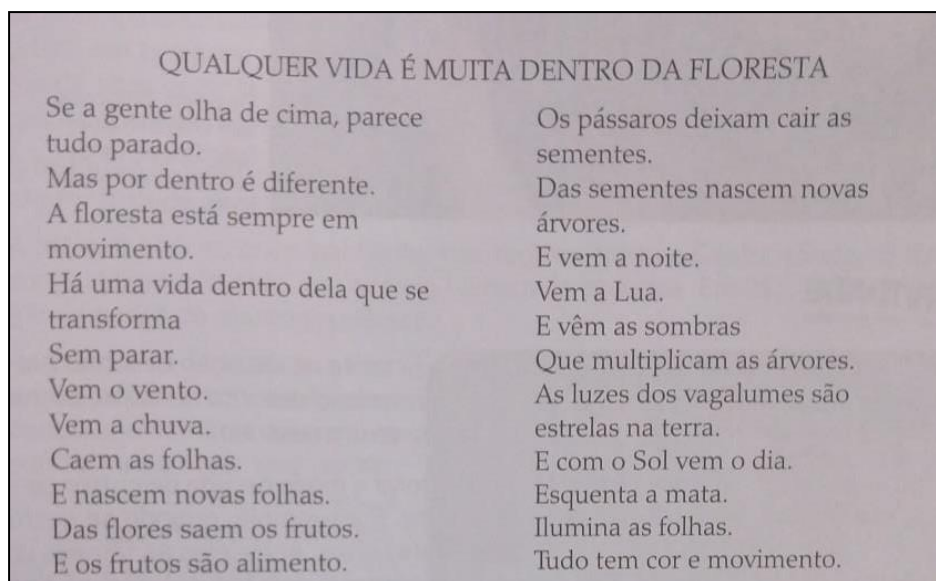 QUALQUER VIDA É MUITA DENTRO DA FLORESTA
Se a gente olha de cima, parece
tudo parado.
Mas por dentro é diferente.
A floresta está sempre em
movimento.
Há uma vida dentro dela que se
transforma
Sem parar.
Vem o vento.
Vem a chuva.
Caem as folhas.
E nascem novas folhas.
Das flores saem os frutos.
E os frutos são alimento.
Os pássaros deixam cair as
sementes.
Das sementes nascem novas
árvores.
E vem a noite.
Vem a Lua.
E vêm as sombras
Que multiplicam as árvores.
As luzes dos vagalumes são
estrelas na terra.
E com o Sol vem o dia.
Esquenta a mata.
Ilumina as folhas.
Tudo tem cor e movimento.